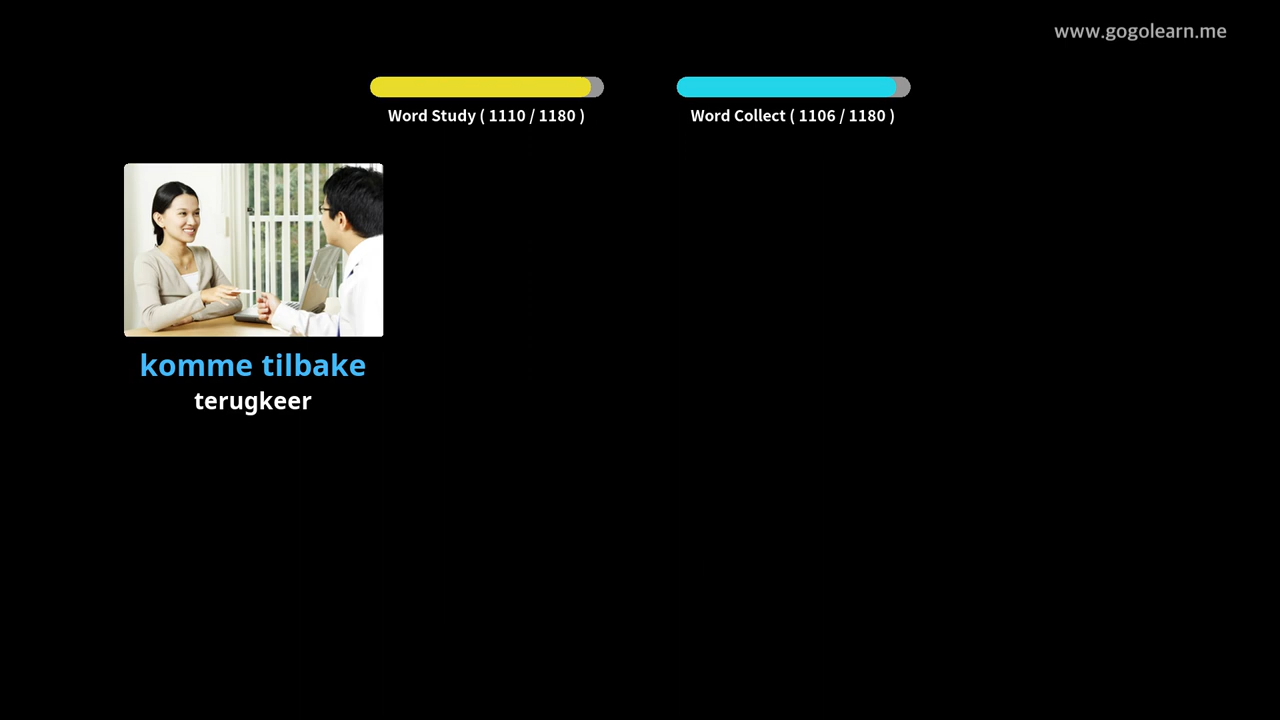 www.gogolearn.me
Word Study ( 1110 / 1180 )
Word Collect ( 1106 / 1180 )
komme tilbake
terugkeer